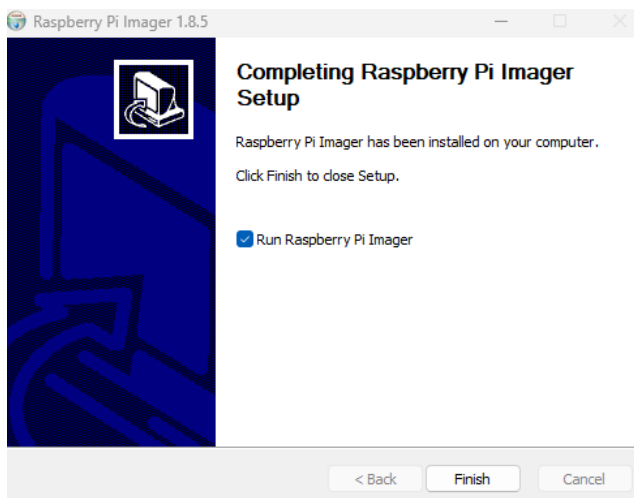 Raspberry Pi Imager 1.8.5
Completing Raspberry Pi Imager
Setup
Raspberry Pi Imager has been installed on your computer.
Click Finish to close Setup.
Run Raspberry Pi Imager
< Back Finish Cancel